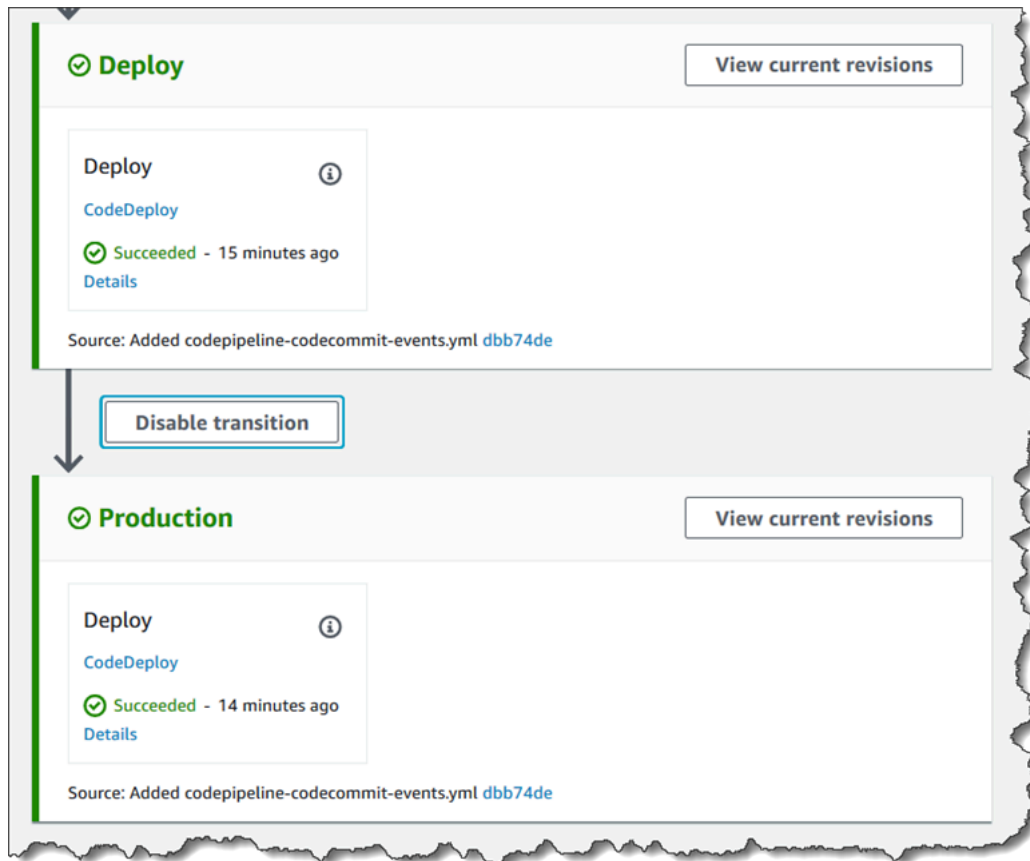 Deploy
View current revisions
Deploy
CodeDeploy
Succeeded - 15 minutes ago
Details
Source: Added codepipeline-codecommit-events.yml dbb74de
Disable transition
Production
View current revisions
Deploy
CodeDeploy
Succeeded - 14 minutes ago
Details
Source: Added codepipeline-codecommit-events.yml dbb74de